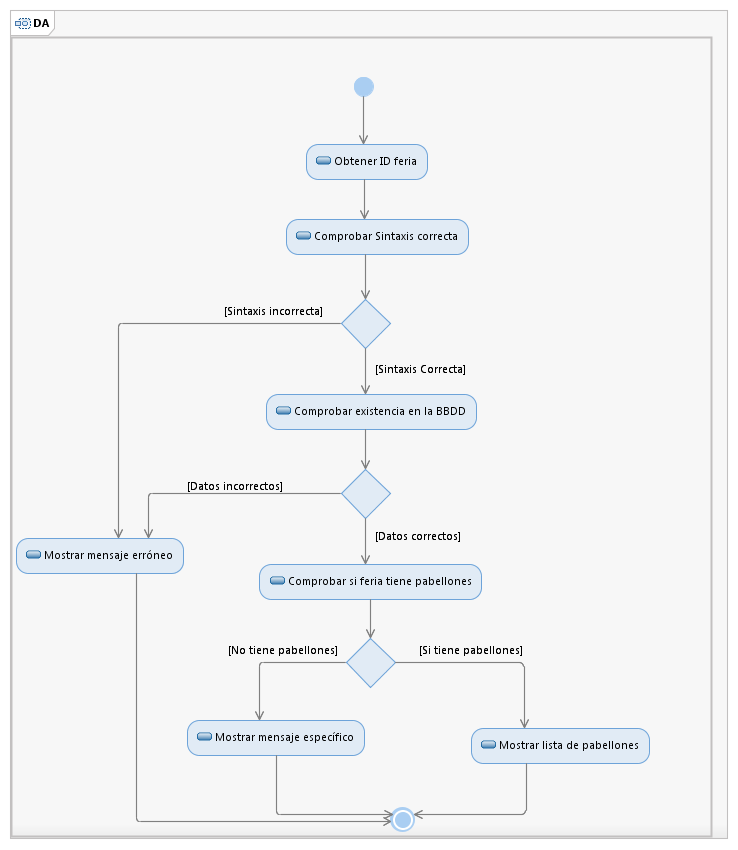 DA
Obtener ID feria
Comprobar Sintaxis correcta
[Sintaxis incorrecta]
[Sintaxis Correcta]
Comprobar existencia en la BBDD
[Datos incorrectos]
[Datos correctos]
Mostrar mensaje erróneo
Comprobar si feria tiene pabellones
[No tiene pabellones]
[Si tiene pabellones]
Mostrar mensaje específico
Mostrar lista de pabellones